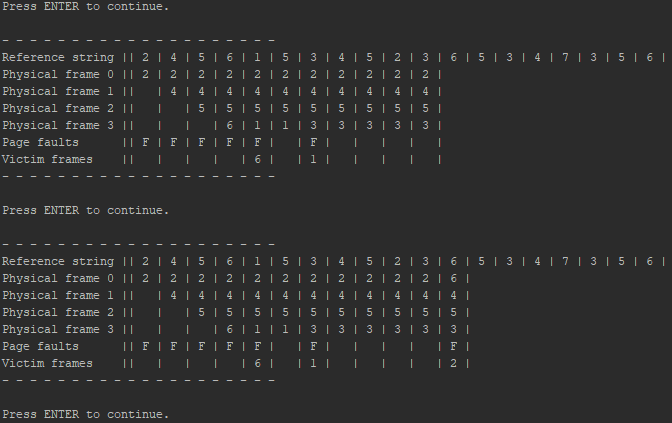 Press ENTER to continue.
- - - - - - - - - - - - - - - - - - - -
Reference string || 2 | 4 | 5 | 6 | 1 | 5 | 3 | 4 | 5 | 2 | 3 | 6 | 5 | 3 | 4 | 7 | 3 | 5 | 6 |
Physical frame 0 || 2 | 2 | 2 | 2 | 2 | 2 | 2 | 2 | 2 | 2 | 2 |
Physical frame 1 ||   | 4 | 4 | 4 | 4 | 4 | 4 | 4 | 4 | 4 | 4 |
Physical frame 2 ||   |   | 5 | 5 | 5 | 5 | 5 | 5 | 5 | 5 | 5 |
Physical frame 3 ||   |   |   | 6 | 1 | 1 | 3 | 3 | 3 | 3 | 3 |
Page faults      || F | F | F | F | F |   | F |   |   |   |   |
Victim frames    ||   |   |   |   | 6 |   | 1 |   |   |   |   |
- - - - - - - - - - - - - - - - - - - -
Press ENTER to continue.
- - - - - - - - - - - - - - - - - - - -
Reference string || 2 | 4 | 5 | 6 | 1 | 5 | 3 | 4 | 5 | 2 | 3 | 6 | 5 | 3 | 4 | 7 | 3 | 5 | 6 |
Physical frame 0 || 2 | 2 | 2 | 2 | 2 | 2 | 2 | 2 | 2 | 2 | 2 | 6 |
Physical frame 1 ||   | 4 | 4 | 4 | 4 | 4 | 4 | 4 | 4 | 4 | 4 | 4 |
Physical frame 2 ||   |   | 5 | 5 | 5 | 5 | 5 | 5 | 5 | 5 | 5 | 5 |
Physical frame 3 ||   |   |   | 6 | 1 | 1 | 3 | 3 | 3 | 3 | 3 | 3 |
Page faults      || F | F | F | F | F |   | F |   |   |   |   | F |
Victim frames    ||   |   |   |   | 6 |   | 1 |   |   |   |   | 2 |
- - - - - - - - - - - - - - - - - - - -
Press ENTER to continue.